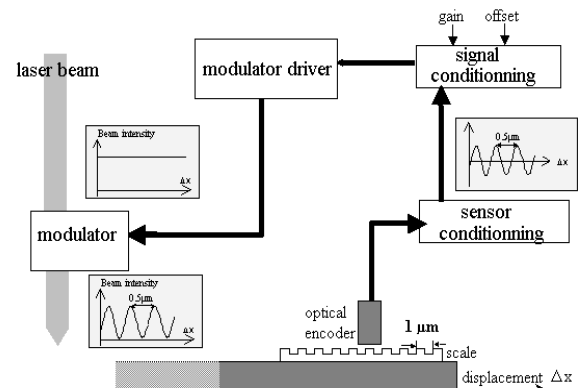 gain
offset
laser beam
modulator driver
signal
conditionning
Beam intensity
Δx
0.5μm
Δx
modulator
sensor
conditionning
Beam intensity
0.5μm
Δx
optical
encoder
1 μm
scale
displacement Δx